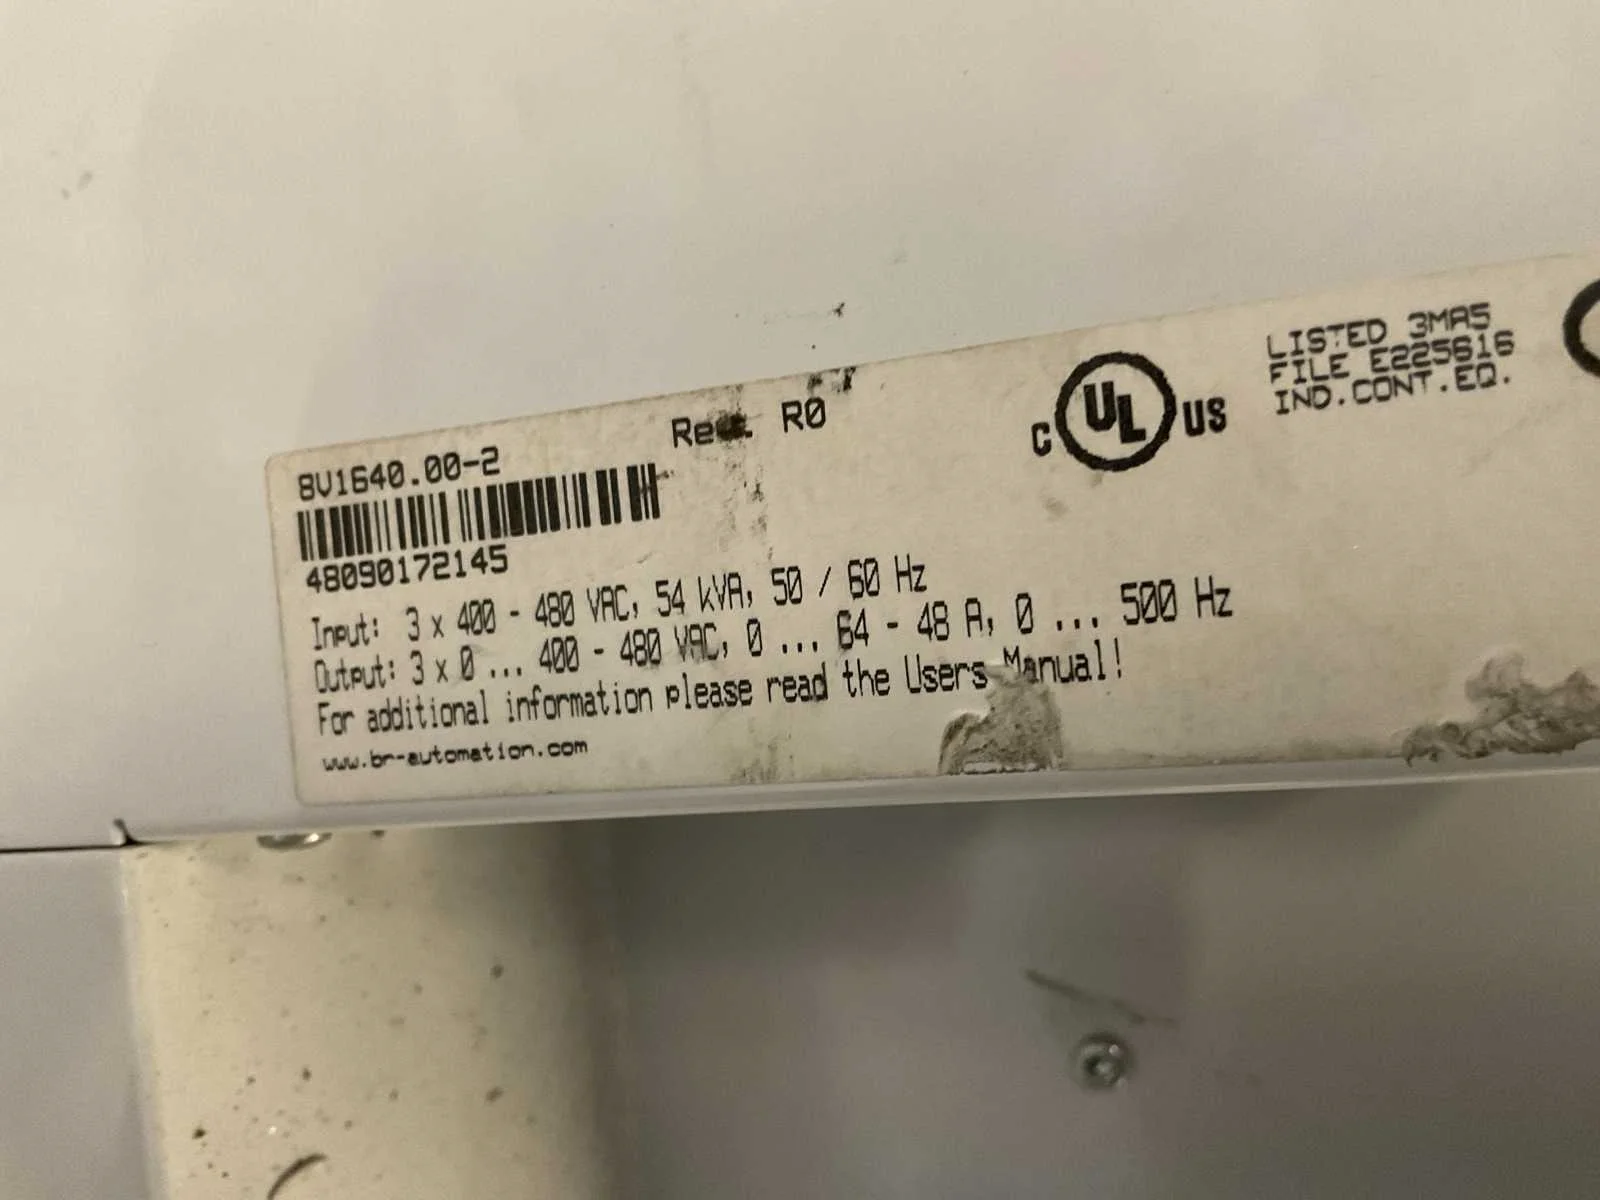 8V1640.00-2
Rev. R0
48090172145
Input: 3 x 400 - 480 VAC, 54 kVA, 50 / 60 Hz
Output: 3 x 0 ... 400 - 480 VAC, 0 ... 64 - 48 A, 0 ... 500 Hz
For additional information please read the Users Manual!
www.br-automation.com
C UL US
LISTED 3MA5
FILE E225616
IND.CONT.EQ.